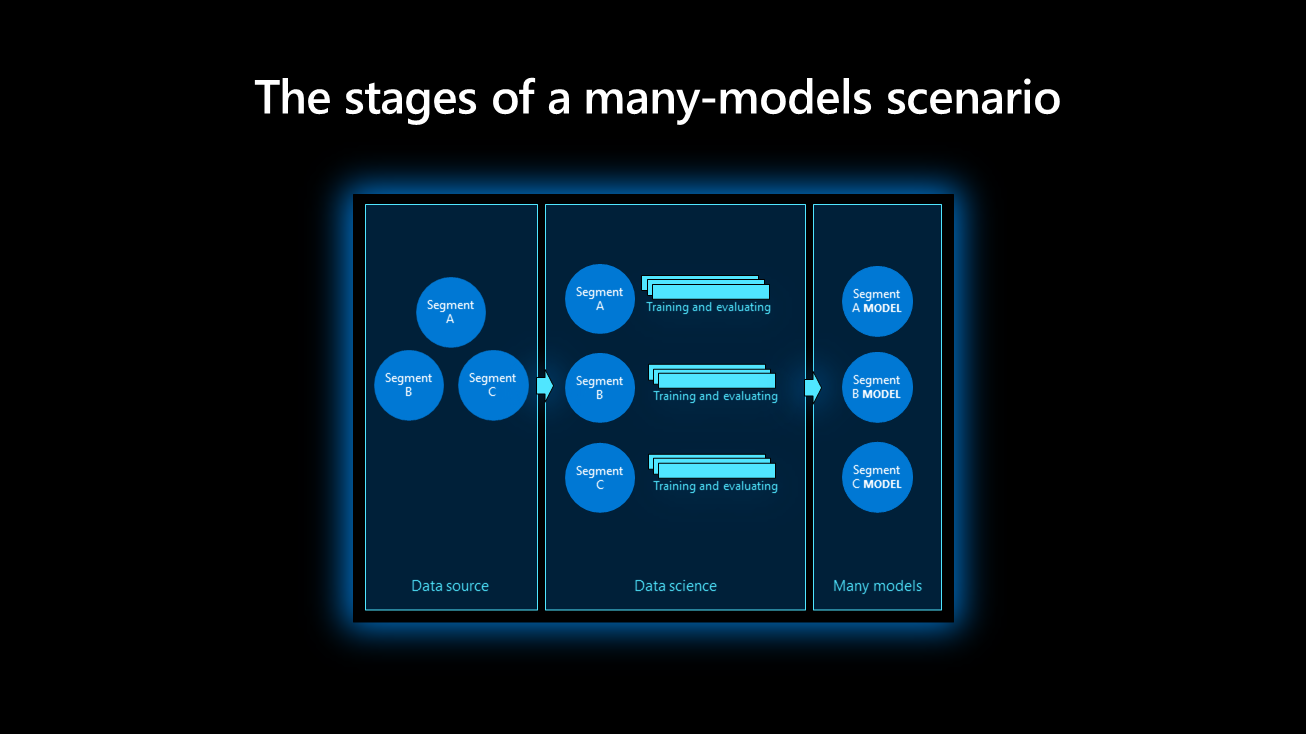 The stages of a many-models scenario
Segment
A
Segment
B
Segment
C
Data source
Segment
A
Training and evaluating
Segment
B
Training and evaluating
Segment
C
Training and evaluating
Data science
Segment
A MODEL
Segment
B MODEL
Segment
C MODEL
Many models